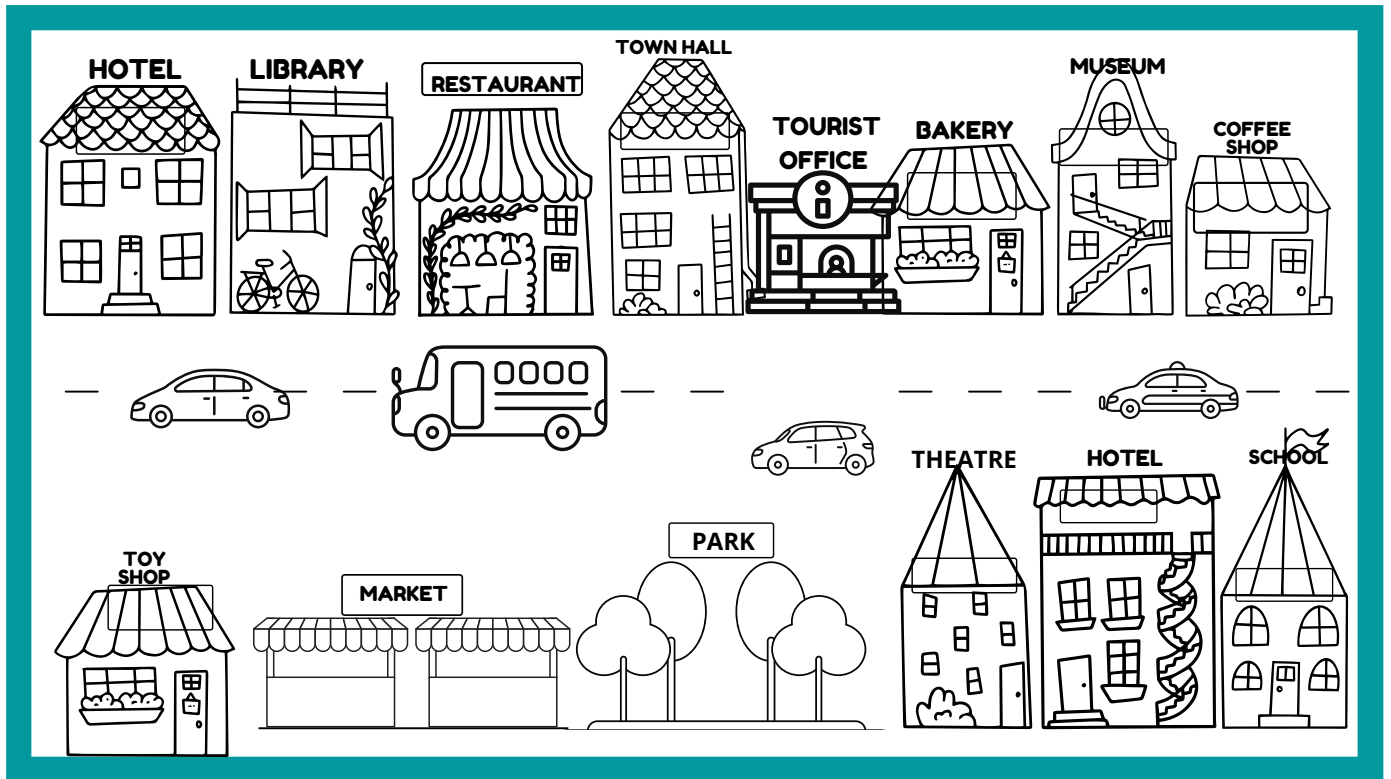 HOTEL
LIBRARY
RESTAURANT
TOWN HALL
TOURIST
OFFICE
BAKERY
MUSEUM
COFFEE
SHOP
THEATRE
HOTEL
SCHOOL
TOY
SHOP
MARKET
PARK